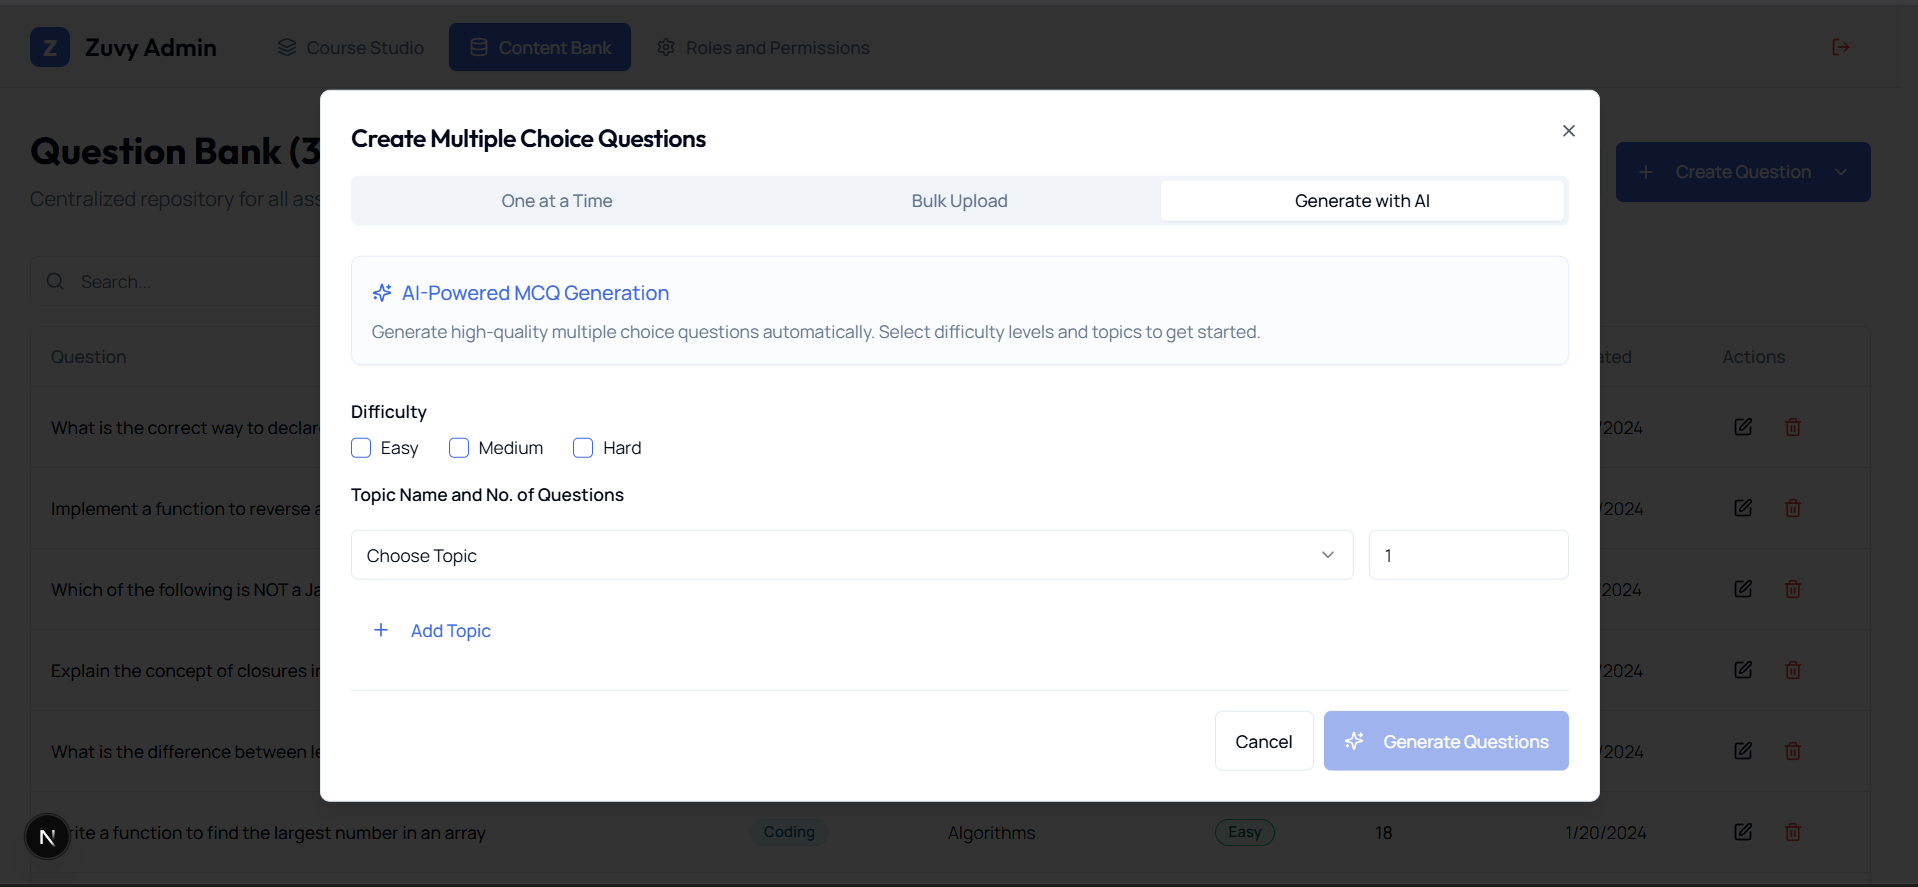 Z Zuvy Admin Course Studio Content Bank Roles and Permissions
Question Bank (3
Centralized repository for all ass
Create Question
Search...
Question ated Actions
What is the correct way to declar /2024
Implement a function to reverse a /2024
Which of the following is NOT a Ja 2024
Explain the concept of closures in /2024
What is the difference between le /2024
rite a function to find the largest number in an array Coding Algorithms Easy 18 1/20/2024
N
Create Multiple Choice Questions
One at a Time Bulk Upload Generate with AI
AI-Powered MCQ Generation
Generate high-quality multiple choice questions automatically. Select difficulty levels and topics to get started.
Difficulty
Easy Medium Hard
Topic Name and No. of Questions
Choose Topic 1
Add Topic
Cancel Generate Questions